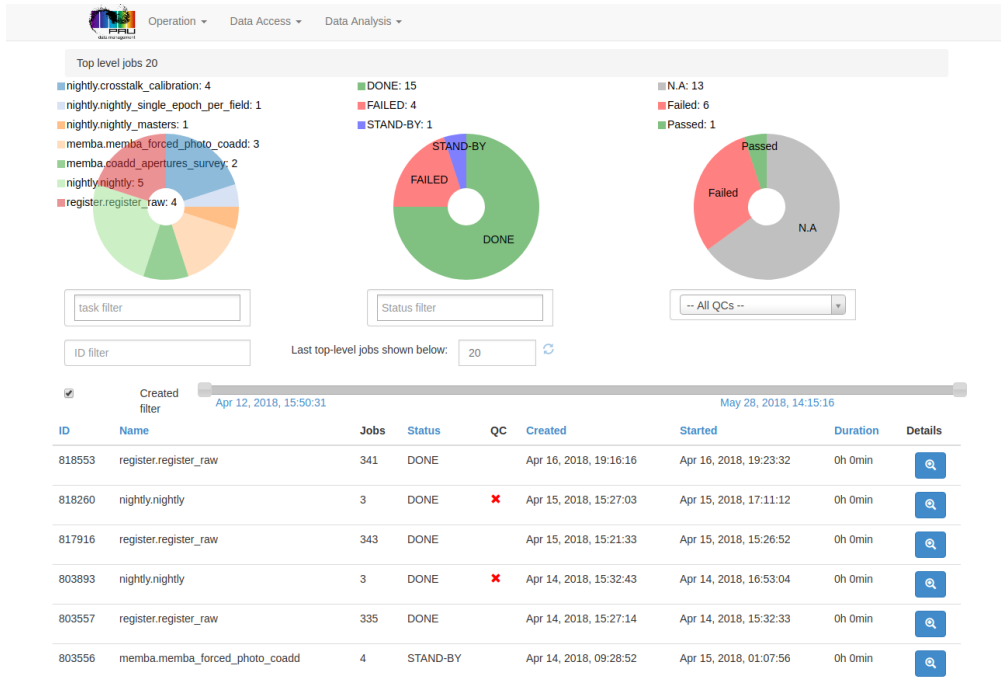 PAU
data management
Operation Data Access Data Analysis
Top level jobs 20
nightly.crosstalk_calibration: 4
nightly.nightly_single_epoch_per_field: 1
nightly.nightly_masters: 1
memba.memba_forced_photo_coadd: 3
memba.coadd_apertures_survey: 2
nightly.nightly: 5
register.register_raw: 4
DONE: 15
FAILED: 4
STAND-BY: 1
STAND-BY
FAILED
DONE
N.A: 13
Failed: 6
Passed: 1
Passed
Failed
N.A
task filter
Status filter
-- All QCs --
ID filter
Last top-level jobs shown below: 20
Created filter
Apr 12, 2018, 15:50:31 May 28, 2018, 14:15:16
ID Name Jobs Status QC Created Started Duration Details
818553 register.register_raw 341 DONE Apr 16, 2018, 19:16:16 Apr 16, 2018, 19:23:32 0h 0min
818260 nightly.nightly 3 DONE Apr 15, 2018, 15:27:03 Apr 15, 2018, 17:11:12 0h 0min
817916 register.register_raw 343 DONE Apr 15, 2018, 15:21:33 Apr 15, 2018, 15:26:52 0h 0min
803893 nightly.nightly 3 DONE Apr 14, 2018, 15:32:43 Apr 14, 2018, 16:53:04 0h 0min
803557 register.register_raw 335 DONE Apr 14, 2018, 15:27:14 Apr 14, 2018, 15:32:33 0h 0min
803556 memba.memba_forced_photo_coadd 4 STAND-BY Apr 14, 2018, 09:28:52 Apr 15, 2018, 01:07:56 0h 0min